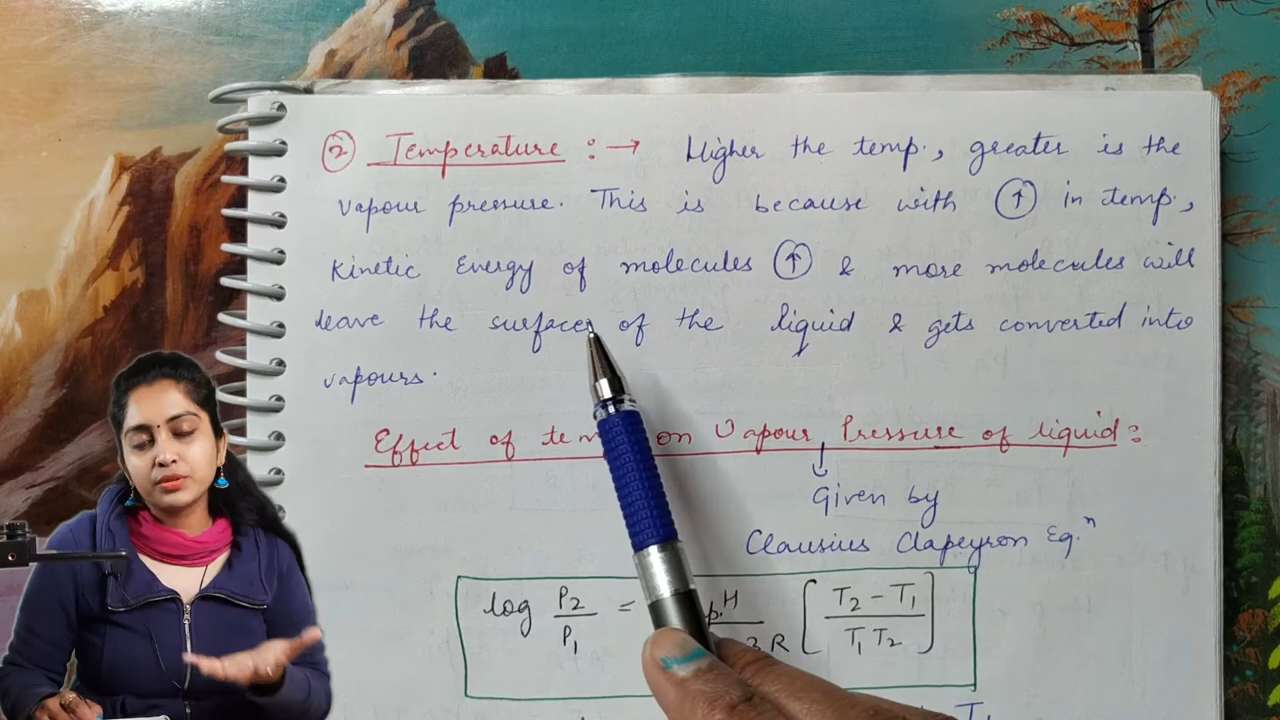 ② Temperature :→ Higher the temp., greater is the
vapour pressure. This is because with ↑ in temp.,
Kinetic Energy of molecules ↑ & more molecules will
leave the surface of the liquid & gets converted into
vapours.
Effect of on Vapour Pressure of liquid :
Given by
Clausius Clapeyron Eq.ⁿ
log P2/P1 = H R [T2 - T1 / T1 T2]